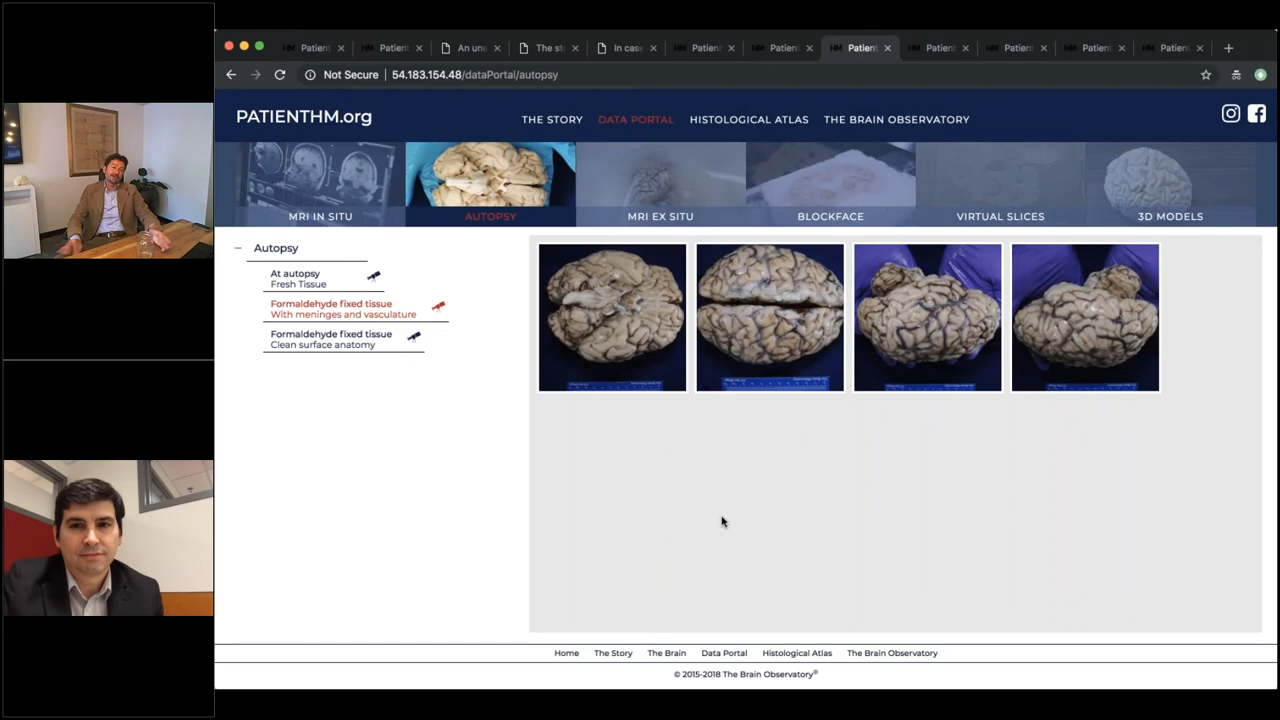 Patient
Patient
An une
The st
In case
Patient
Patient
Patient
Patient
Patient
Patient
Patient
Not Secure | 54.183.154.48/dataPortal/autopsy
PATIENTHM.org
THE STORY
DATA PORTAL
HISTOLOGICAL ATLAS
THE BRAIN OBSERVATORY
MRI IN SITU
AUTOPSY
MRI EX SITU
BLOCKFACE
VIRTUAL SLICES
3D MODELS
Autopsy
At autopsy
Fresh Tissue
Formaldehyde fixed tissue
With meninges and vasculature
Formaldehyde fixed tissue
Clean surface anatomy
Home The Story The Brain Data Portal Histological Atlas The Brain Observatory
© 2015-2018 The Brain Observatory®